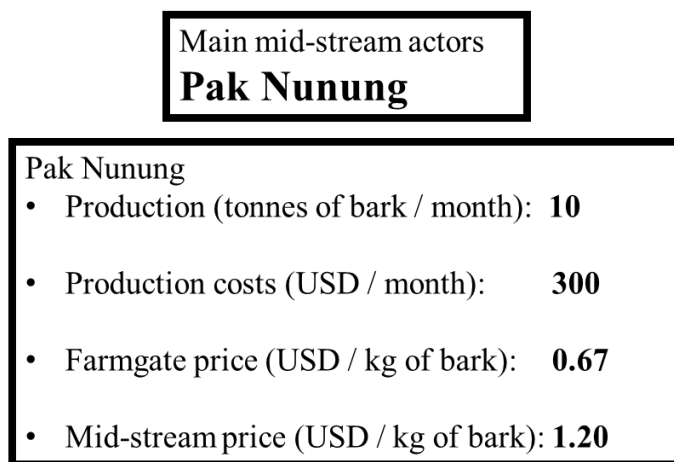 Main mid-stream actors
Pak Nunung
Pak Nunung
• Production (tonnes of bark / month): 10
• Production costs (USD / month): 300
• Farmgate price (USD / kg of bark): 0.67
• Mid-stream price (USD / kg of bark): 1.20